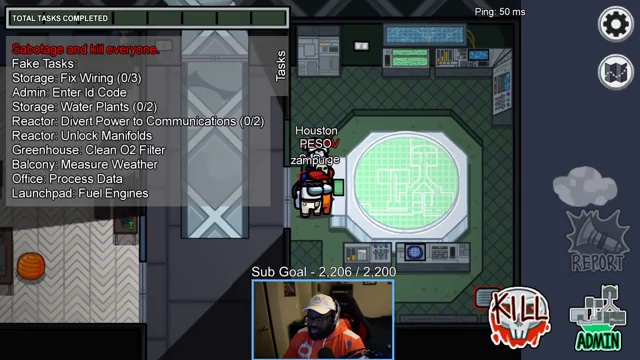 TOTAL TASKS COMPLETED
Ping: 50 ms
Sabotage and kill everyone.
Fake Tasks:
Storage: Fix Wiring (0/3)
Admin: Enter Id Code
Storage: Water Plants (0/2)
Reactor: Divert Power to Communications (0/2)
Reactor: Unlock Manifolds
Greenhouse: Clean O2 Filter
Balcony: Measure Weather
Office: Process Data
Launchpad: Fuel Engines
Tasks
Houston
PESO
zampurge
Sub Goal - 2,206 / 2,200
REPORT
KILL
ADMIN